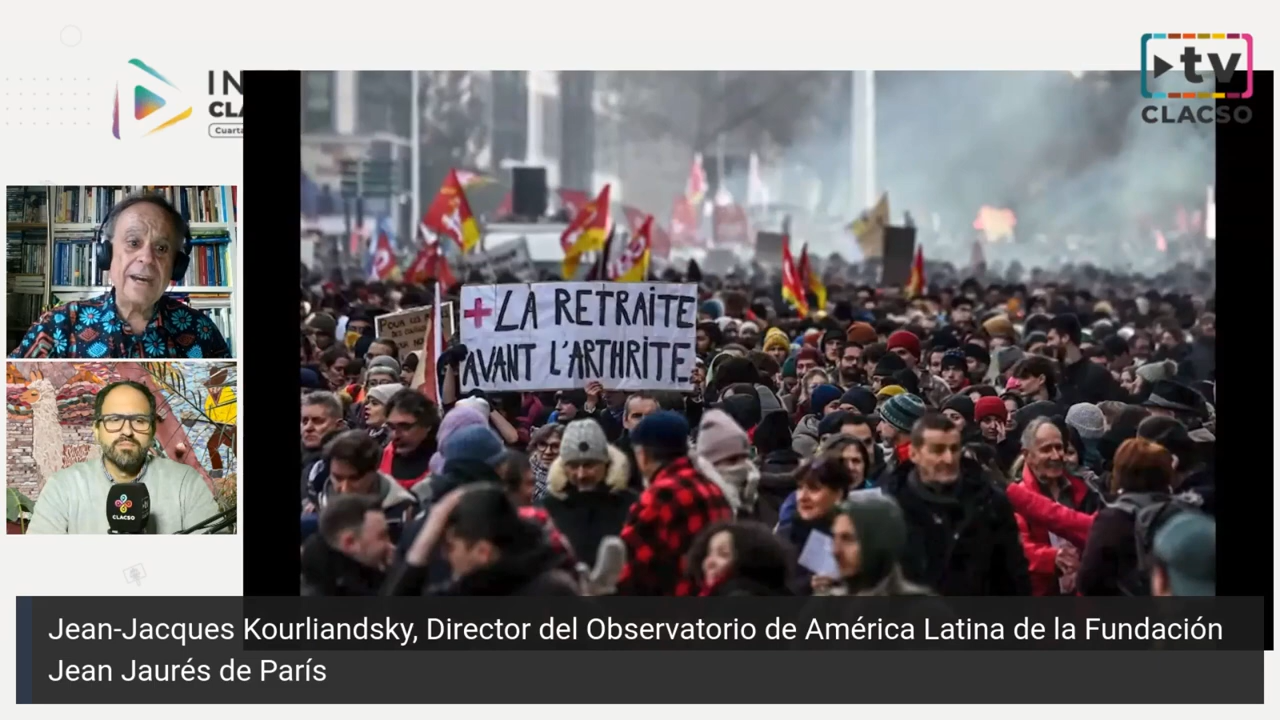 IN
CLA
Cuarta
tv
CLACSO
+ LA RETRAITE
AVANT L'ARTHRITE
POUR
CLACSO
Jean-Jacques Kourliandsky, Director del Observatorio de América Latina de la Fundación
Jean Jaurés de París